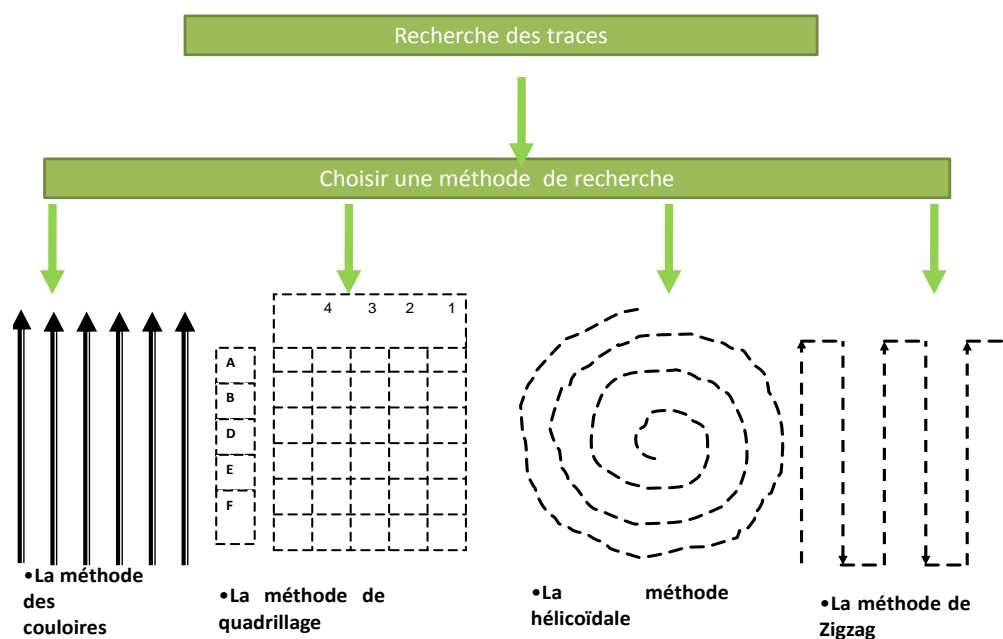 Recherche des traces
Choisir une méthode de recherche
4 3 2 1
A
B
D
E
F
•La méthode
des
couloires
•La méthode de
quadrillage
•La méthode
hélicoïdale
•La méthode de
Zigzag